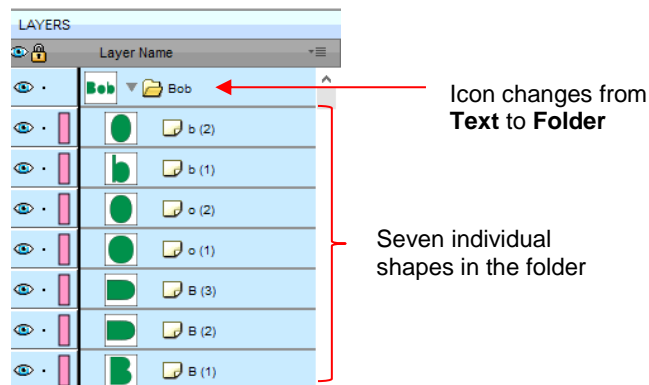 LAYERS
Layer Name
Bob Bob
Icon changes from
Text to Folder
b (2)
b b (1)
o (2)
o (1)
Seven individual
shapes in the folder
B (3)
B (2)
B B (1)